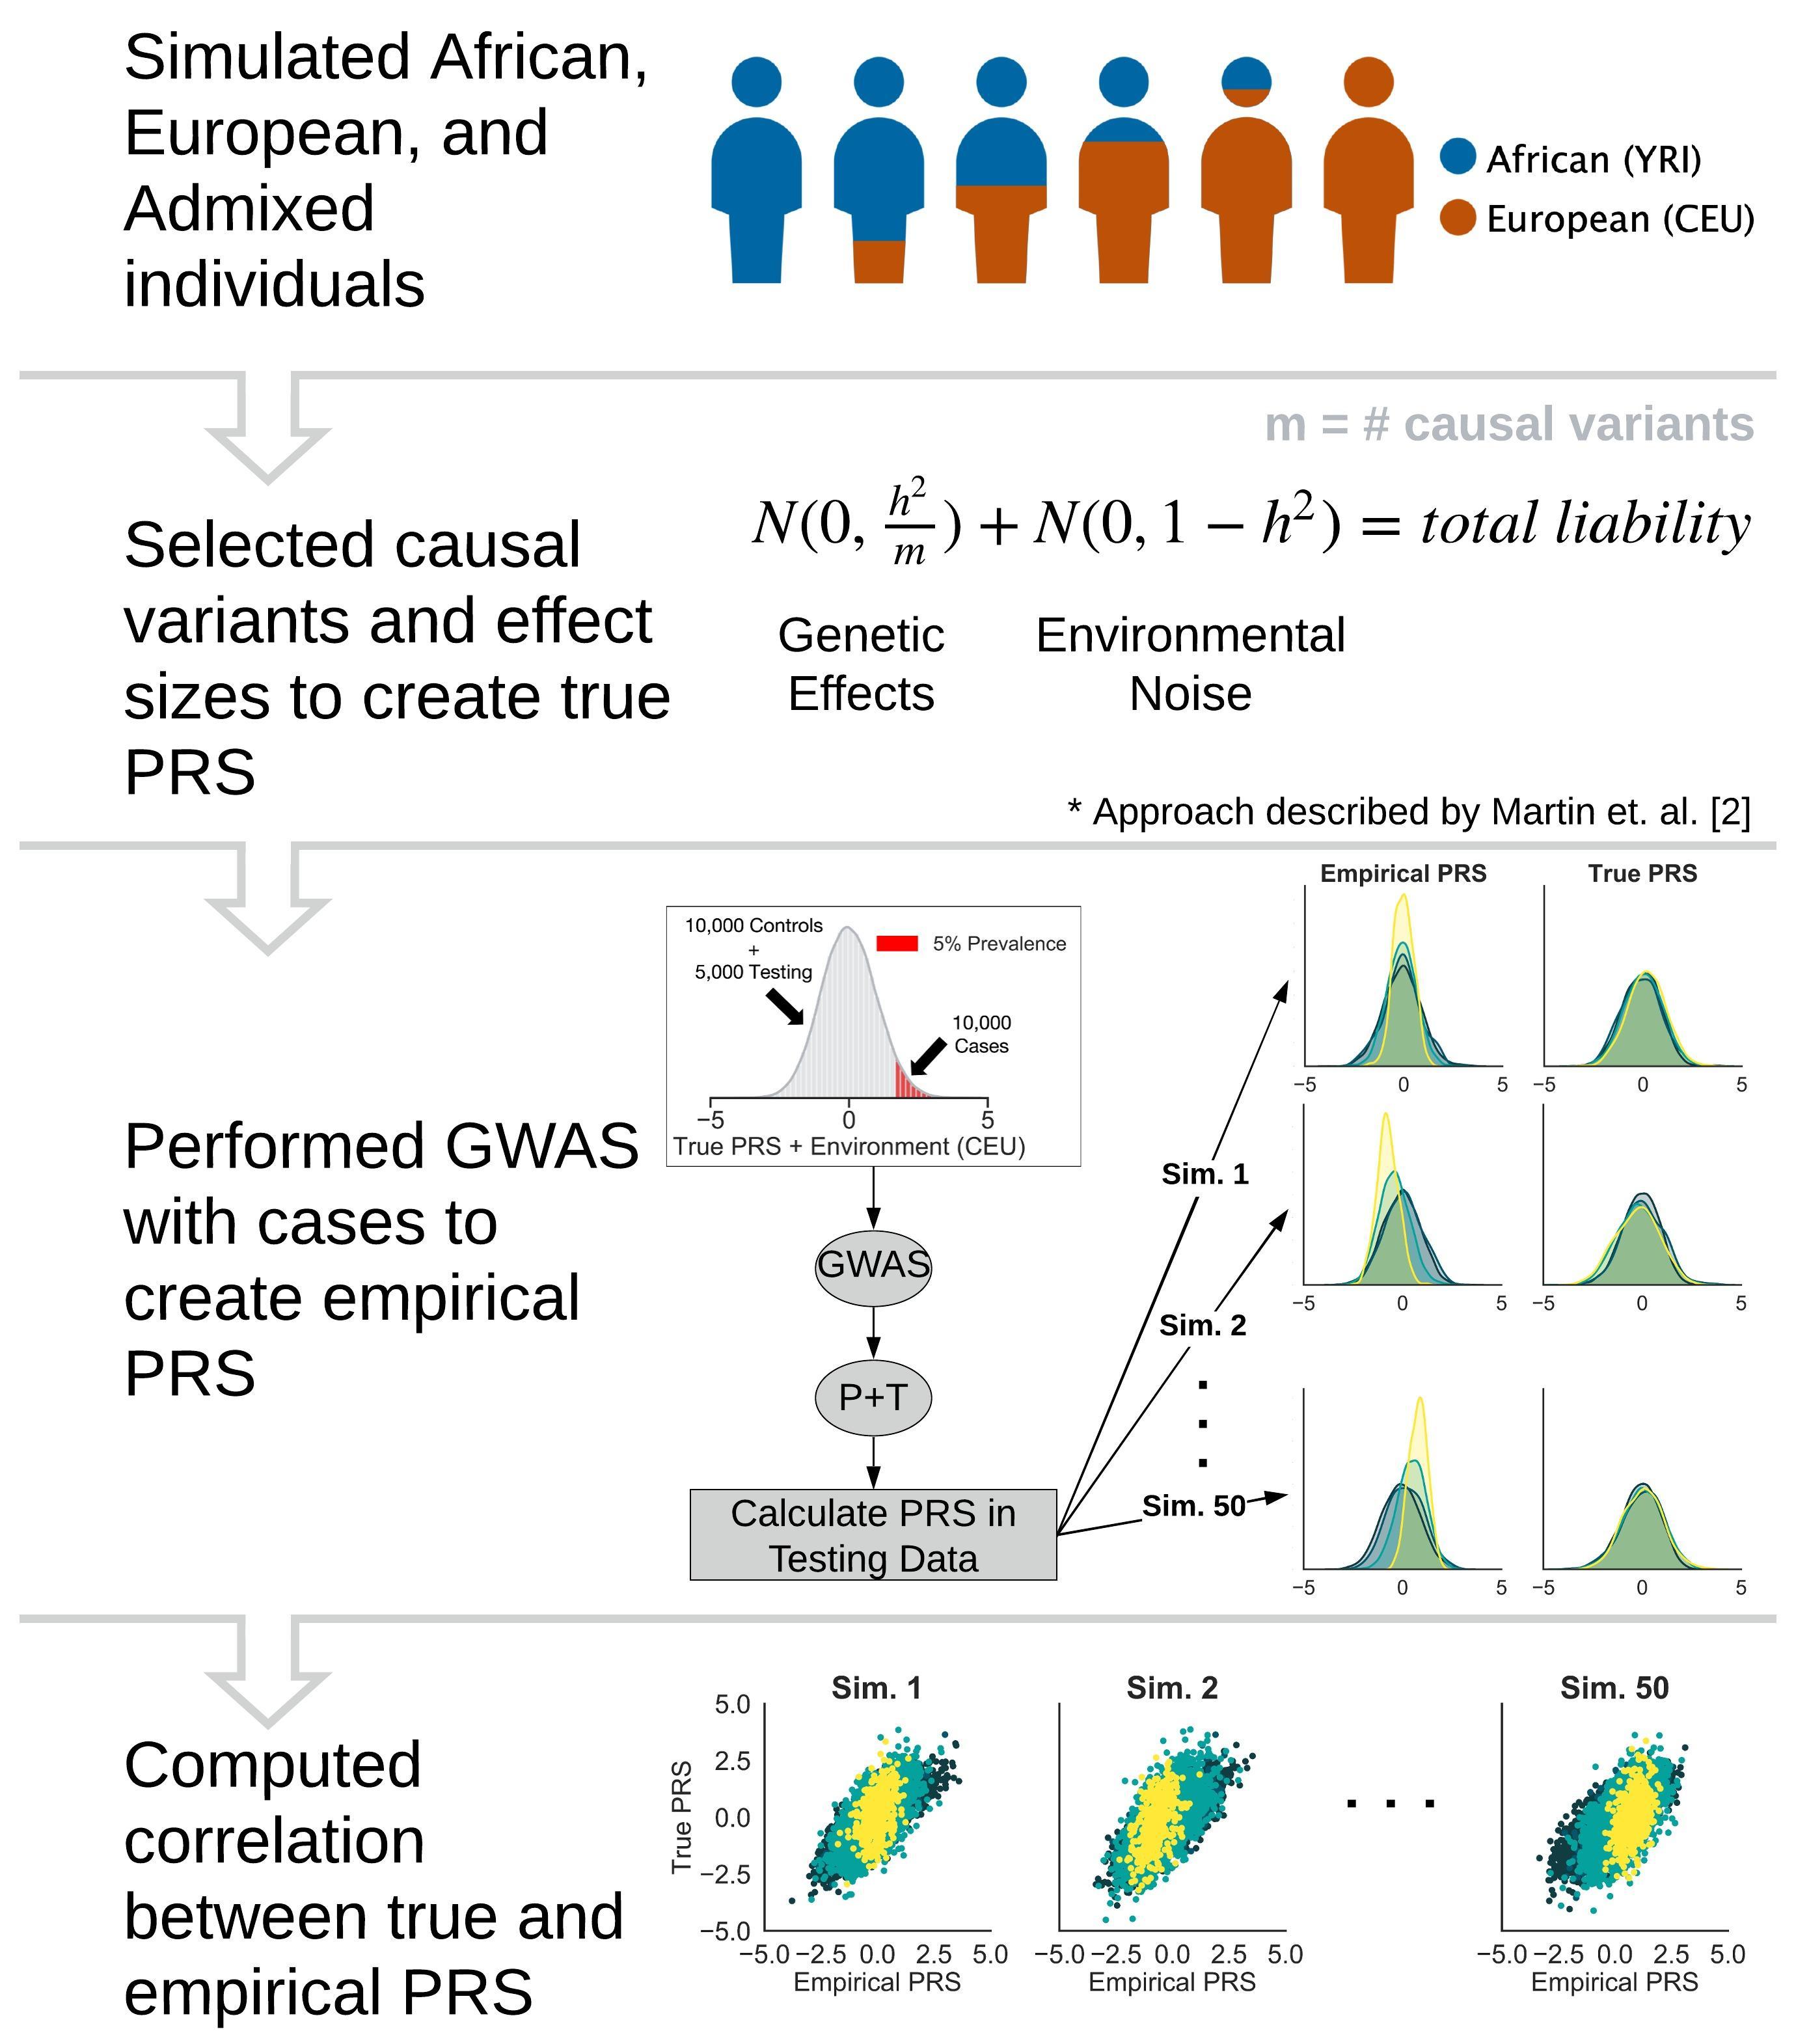 Simulated African,
European, and
Admixed
individuals
African (YRI)
European (CEU)
m = # causal variants
N(0, h²/m) + N(0, 1 − h²) = total liability
Genetic
Effects
Environmental
Noise
Selected causal
variants and effect
sizes to create true
PRS
* Approach described by Martin et. al. [2]
Performed GWAS
with cases to
create empirical
PRS
10,000 Controls
+
5,000 Testing
5% Prevalence
10,000
Cases
−5 0 5
True PRS + Environment (CEU)
GWAS
P+T
Calculate PRS in
Testing Data
Sim. 1
Sim. 2
Sim. 50
Empirical PRS True PRS
−5 0 5 −5 0 5
−5 0 5 −5 0 5
−5 0 5 −5 0 5
Computed
correlation
between true and
empirical PRS
Sim. 1 Sim. 2 Sim. 50
True PRS
5.0
2.5
0.0
−2.5
−5.0
−5.0 −2.5 0.0 2.5 5.0 −5.0 −2.5 0.0 2.5 5.0 −5.0 −2.5 0.0 2.5 5.0
Empirical PRS Empirical PRS Empirical PRS